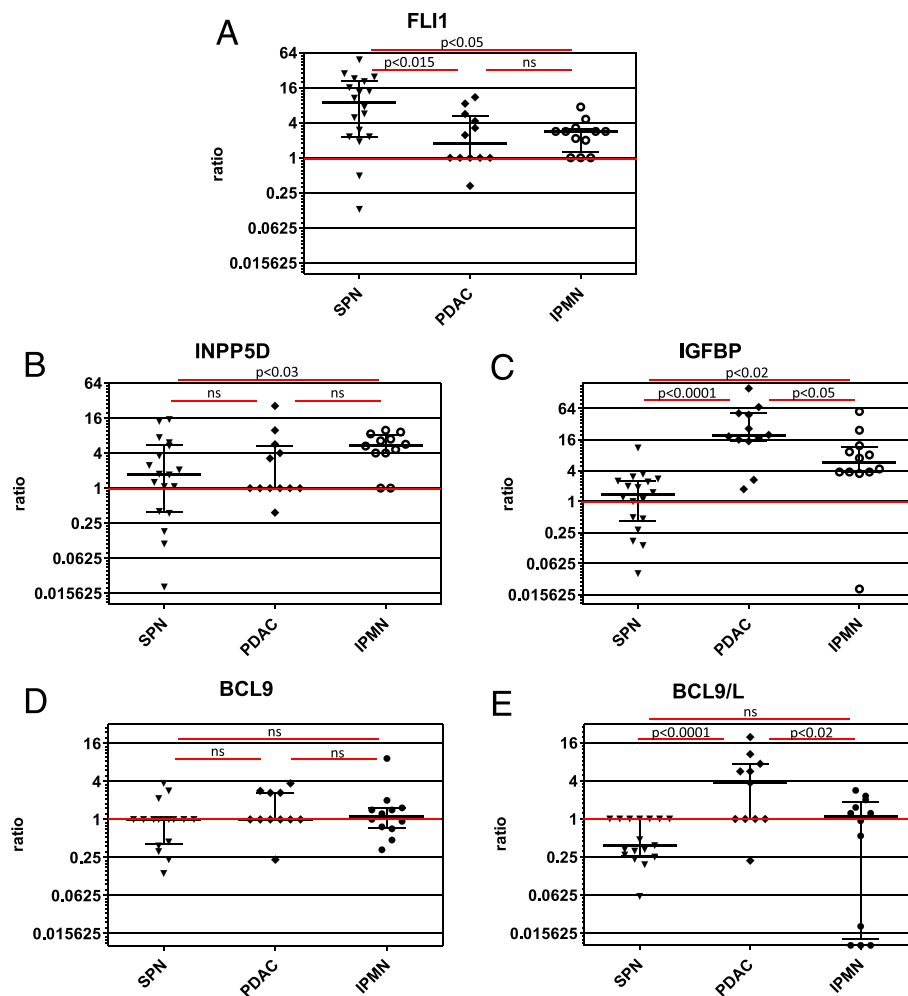 A
FLI1
p<0.05
p<0.015
ns
64
16
4
1
0.25
0.0625
0.015625
ratio
SPN
PDAC
IPMN
B
INPP5D
p<0.03
ns
ns
64
16
4
1
0.25
0.0625
0.015625
ratio
SPN
PDAC
IPMN
C
IGFBP
p<0.02
p<0.0001
p<0.05
64
16
4
1
0.25
0.0625
0.015625
ratio
SPN
PDAC
IPMN
D
BCL9
ns
ns
ns
16
4
1
0.25
0.0625
0.015625
ratio
SPN
PDAC
IPMN
E
BCL9/L
ns
p<0.0001
p<0.02
16
4
1
0.25
0.0625
0.015625
ratio
SPN
PDAC
IPMN